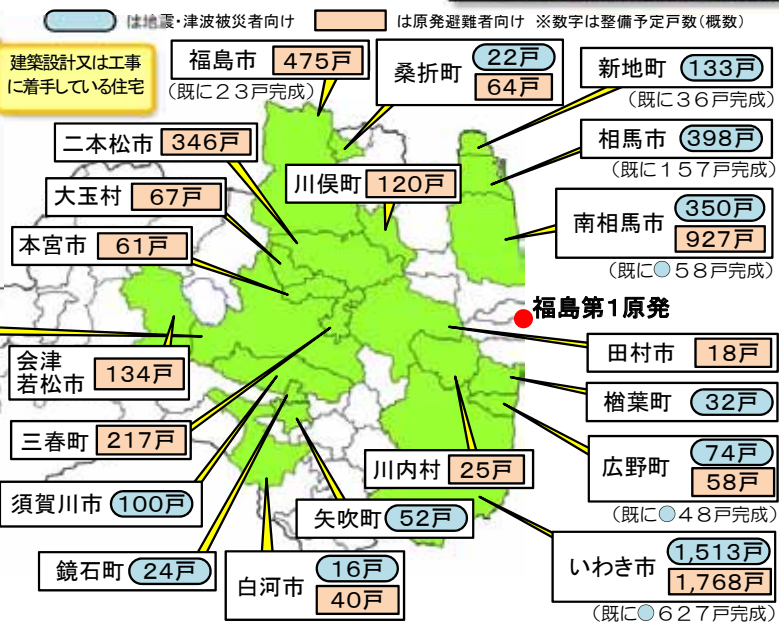 は地震・津波被災者向け は原発避難者向け ※数字は整備予定戸数(概数)
建築設計又は工事
に着手している住宅
福島市 475戸
(既に23戸完成)
桑折町 22戸
64戸
新地町 133戸
(既に36戸完成)
二本松市 346戸
相馬市 398戸
(既に157戸完成)
大玉村 67戸
川俣町 120戸
南相馬市 350戸
927戸
(既に●58戸完成)
本宮市 61戸
福島第1原発
会津
若松市 134戸
田村市 18戸
楢葉町 32戸
三春町 217戸
川内村 25戸
広野町 74戸
58戸
(既に●48戸完成)
須賀川市 100戸
矢吹町 52戸
鏡石町 24戸
白河市 16戸
40戸
いわき市 1,513戸
1,768戸
(既に●627戸完成)